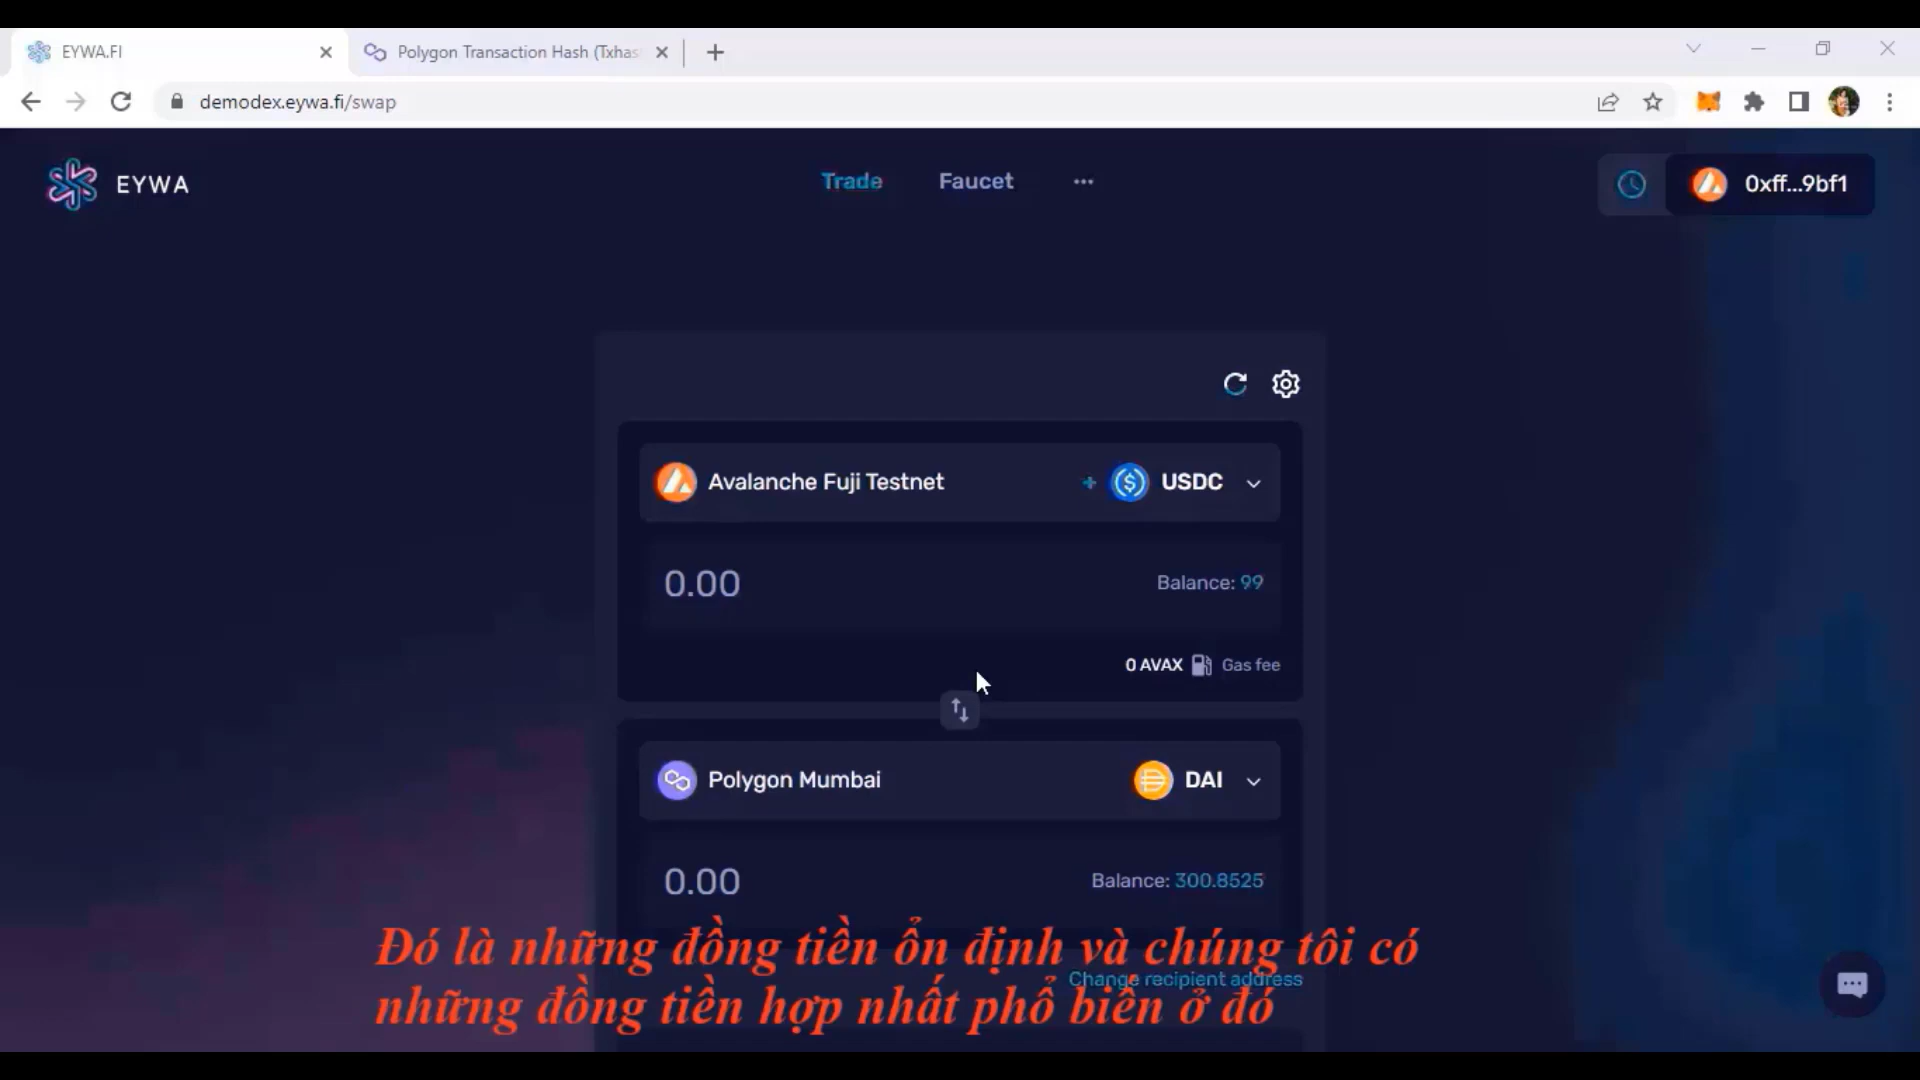 EYWA.FI
Polygon Transaction Hash (Txhas
demodex.eywa.fi/swap
EYWA
Trade
Faucet
0xff...9bf1
Avalanche Fuji Testnet
USDC
0.00
Balance: 99
0 AVAX Gas fee
Polygon Mumbai
DAI
0.00
Balance: 300.8525
Change recipient address
Đó là những đồng tiền ổn định và chúng tôi có
những đồng tiền hợp nhất phổ biến ở đó